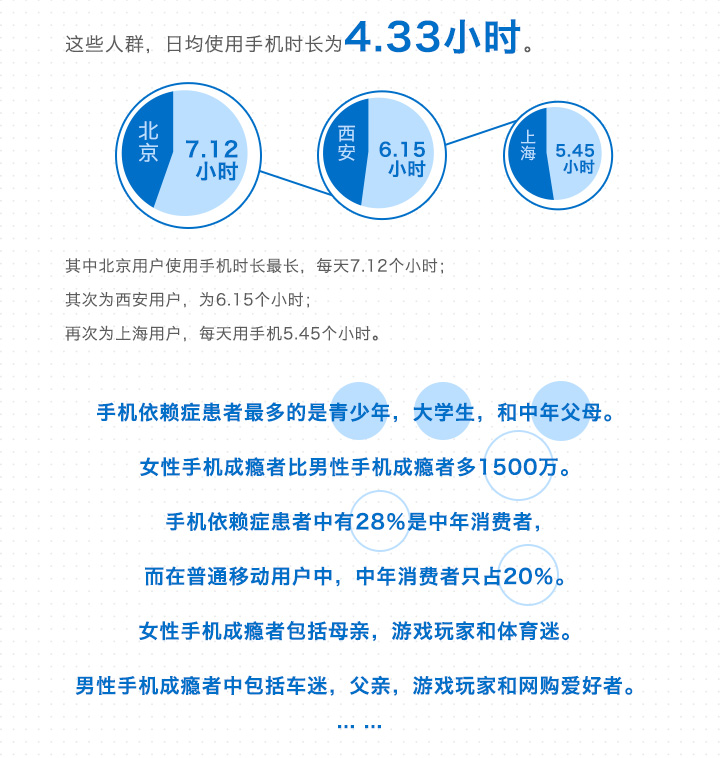 这些人群，日均使用手机时长为4.33小时。
北京
7.12
小时
西安
6.15
小时
上海
5.45
小时
其中北京用户使用手机时长最长，每天7.12个小时；
其次为西安用户，为6.15个小时；
再次为上海用户，每天用手机5.45个小时。
手机依赖症患者最多的是青少年，大学生，和中年父母。
女性手机成瘾者比男性手机成瘾者多1500万。
手机依赖症患者中有28%是中年消费者，
而在普通移动用户中，中年消费者只占20%。
女性手机成瘾者包括母亲，游戏玩家和体育迷。
男性手机成瘾者中包括车迷，父亲，游戏玩家和网购爱好者。
… …